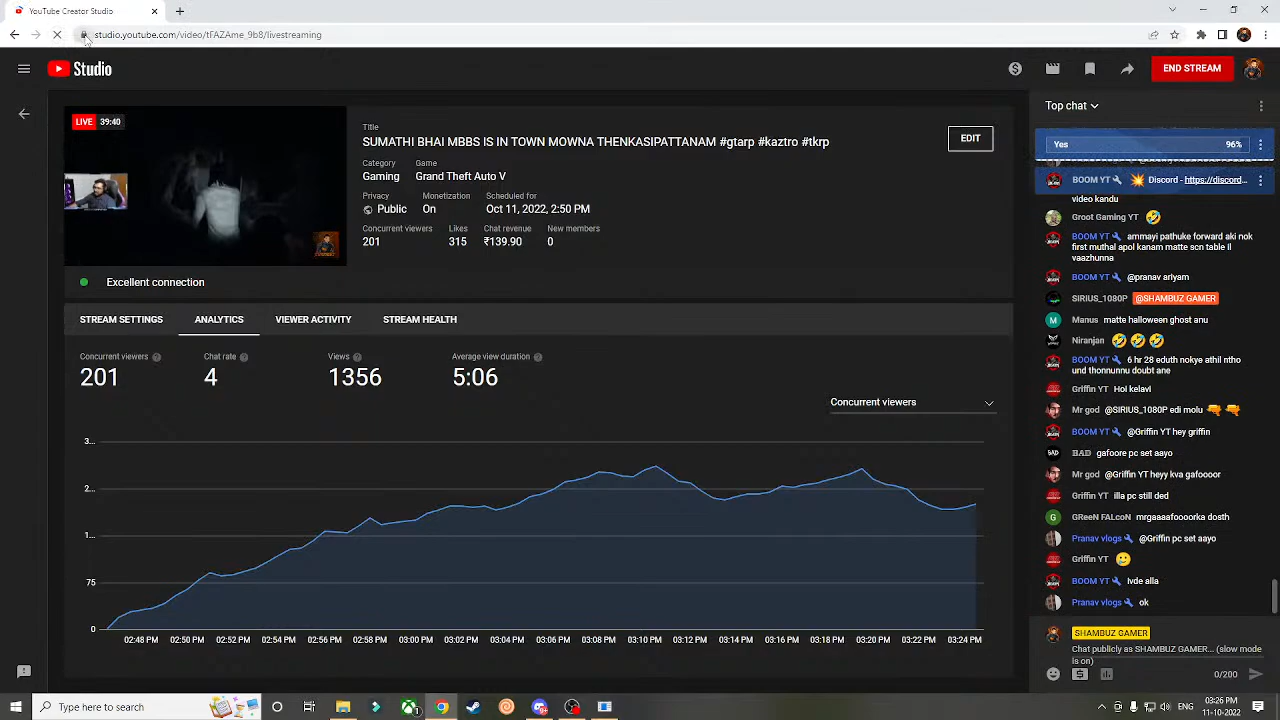 YouTube Creator Studio
studio.youtube.com/video/tFAZAme_9b8/livestreaming
Studio
END STREAM
LIVE 39:40
Title
SUMATHI BHAI MBBS IS IN TOWN MOWNA THENKASIPATTANAM #gtarp #kaztro #tkrp
EDIT
Category Game
Gaming Grand Theft Auto V
Privacy Monetization Scheduled for
Public On Oct 11, 2022, 2:50 PM
Concurrent viewers Likes Chat revenue New members
201 315 ₹139.90 0
Excellent connection
STREAM SETTINGS ANALYTICS VIEWER ACTIVITY STREAM HEALTH
Concurrent viewers Chat rate Views Average view duration
201 4 1356 5:06
Concurrent viewers
3...
2...
1...
75
0
02:48 PM 02:50 PM 02:52 PM 02:54 PM 02:56 PM 02:58 PM 03:00 PM 03:02 PM 03:04 PM 03:06 PM 03:08 PM 03:10 PM 03:12 PM 03:14 PM 03:16 PM 03:18 PM 03:20 PM 03:22 PM 03:24 PM
Top chat
Yes 96%
BOOM YT 💥 Discord - https://discord...
video kandu
Groot Gaming YT 🤣
BOOM YT ammayi pathuke forward aki nok
first muthal apol kanam matte son table il
vaazhunna
BOOM YT @pranav ariyam
SIRIUS_1080P @SHAMBUZ GAMER
Manus matte halloween ghost anu
Niranjan 🤣🤣🤣
BOOM YT 6 hr 28 eduth nokye athil ntho
und thonnunnu doubt ane
Griffin YT Hoi kelavi
Mr god @SIRIUS_1080P edi molu 🔫🔫
BOOM YT @Griffin YT hey griffin
BAD gafoore pc set aayo
Mr god @Griffin YT heyy kva gafoooor
Griffin YT illa pc still ded
GReeN FALcoN mrgaaafooorka dosth
Pranav vlogs @Griffin pc set aayo
Griffin YT 🥲
BOOM YT Ivde alla
Pranav vlogs ok
SHAMBUZ GAMER
Chat publicly as SHAMBUZ GAMER... (slow mode
is on)
0/200
Type here to search
03:26 PM
11-10-2022